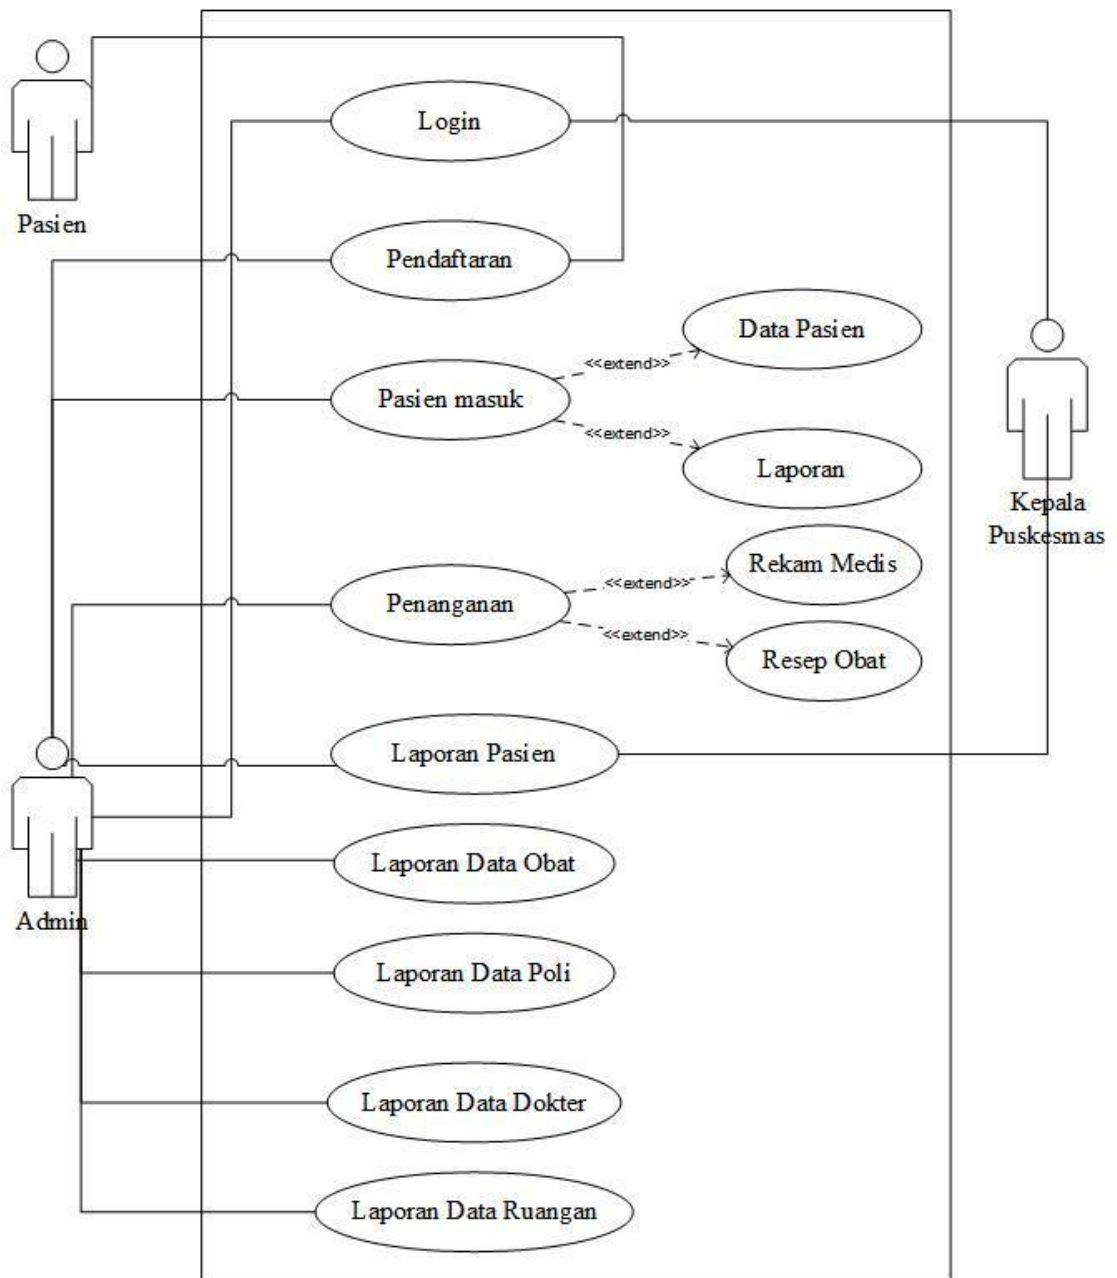 Login
Pasien
Pendaftaran
Data Pasien
<<extend>>
Pasien masuk
<<extend>>
Laporan
Kepala
Puskesmas
Rekam Medis
<<extend>>
Penanganan
<<extend>>
Resep Obat
Laporan Pasien
Laporan Data Obat
Admin
Laporan Data Poli
Laporan Data Dokter
Laporan Data Ruangan